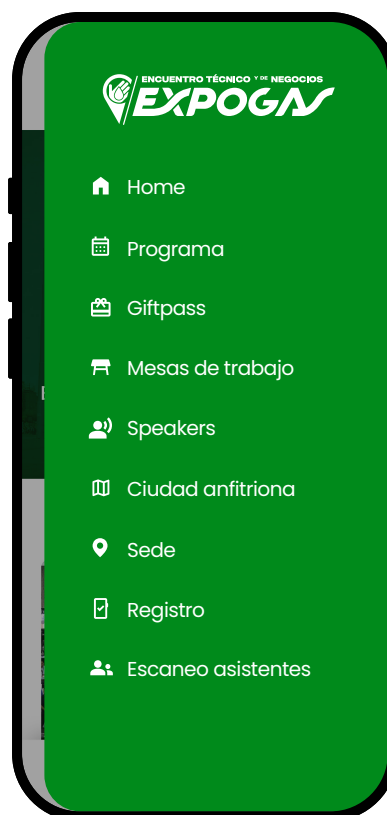 ENCUENTRO TÉCNICO Y DE NEGOCIOS
EXPOGAS
Home
Programa
Giftpass
Mesas de trabajo
Speakers
Ciudad anfitriona
Sede
Registro
Escaneo asistentes